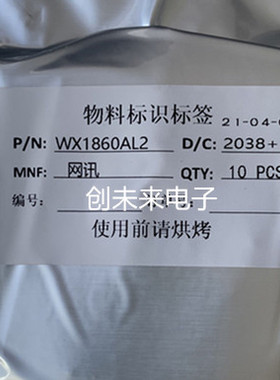 物料标识标签 21-04-0
P/N: WX1860AL2 D/C: 2038+
MNF: 网讯 QTY: 10 PCS
编号:
创未来电子
使用前请烘烤